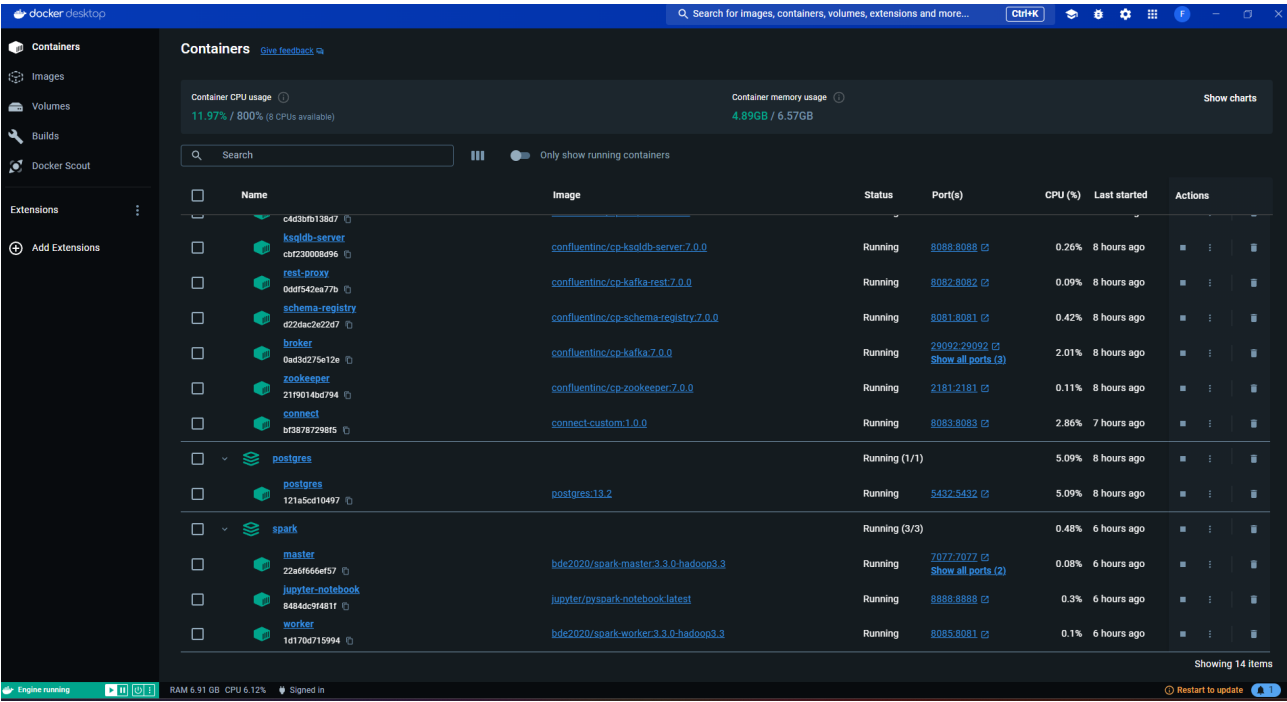 docker desktop
Search for images, containers, volumes, extensions and more... Ctrl+K F
Containers
Images
Volumes
Builds
Docker Scout
Extensions
Add Extensions
Containers Give feedback
Container CPU usage
11.97% / 800% (8 CPUs available)
Container memory usage
4.89GB / 6.57GB
Show charts
Search
Only show running containers
Name Image Status Port(s) CPU (%) Last started Actions
c4d3bfb138d7
ksqldb-server
cbf230008d96
confluentinc/cp-ksqldb-server:7.0.0 Running 8088:8088 0.26% 8 hours ago
rest-proxy
0ddf542ea77b
confluentinc/cp-kafka-rest:7.0.0 Running 8082:8082 0.09% 8 hours ago
schema-registry
d22dac2e22d7
confluentinc/cp-schema-registry:7.0.0 Running 8081:8081 0.42% 8 hours ago
broker
0ad3d275e12e
confluentinc/cp-kafka:7.0.0 Running 29092:29092 2.01% 8 hours ago
Show all ports (3)
zookeeper
21f9014bd794
confluentinc/cp-zookeeper:7.0.0 Running 2181:2181 0.11% 8 hours ago
connect
bf38787298f5
connect-custom:1.0.0 Running 8083:8083 2.86% 7 hours ago
postgres Running (1/1) 5.09% 8 hours ago
postgres
121a5cd10497
postgres:13.2 Running 5432:5432 5.09% 8 hours ago
spark Running (3/3) 0.48% 6 hours ago
master
22a6f666ef57
bde2020/spark-master:3.3.0-hadoop3.3 Running 7077:7077 0.08% 6 hours ago
Show all ports (2)
jupyter-notebook
8484dc9f481f
jupyter/pyspark-notebook:latest Running 8888:8888 0.3% 6 hours ago
worker
1d170d715994
bde2020/spark-worker:3.3.0-hadoop3.3 Running 8085:8081 0.1% 6 hours ago
Showing 14 items
Engine running RAM 6.91 GB CPU 6.12% Signed in Restart to update 1